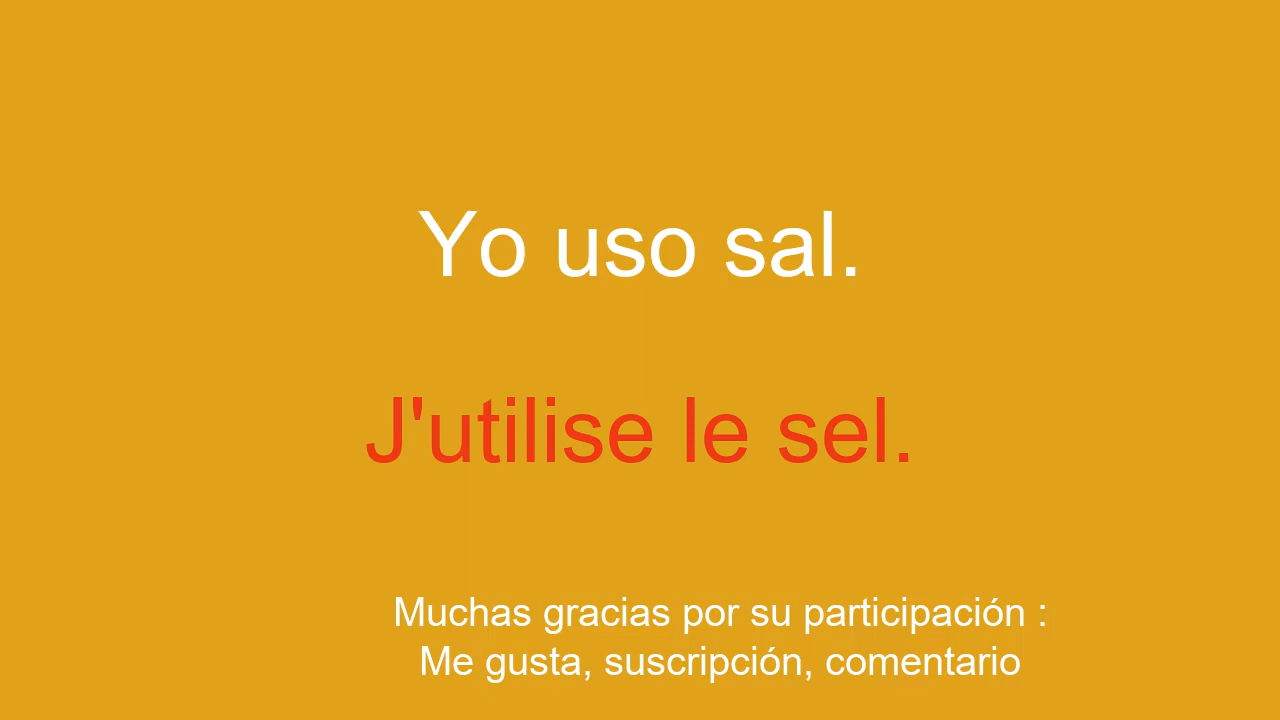 Yo uso sal.
J'utilise le sel.
Muchas gracias por su participación :
Me gusta, suscripción, comentario